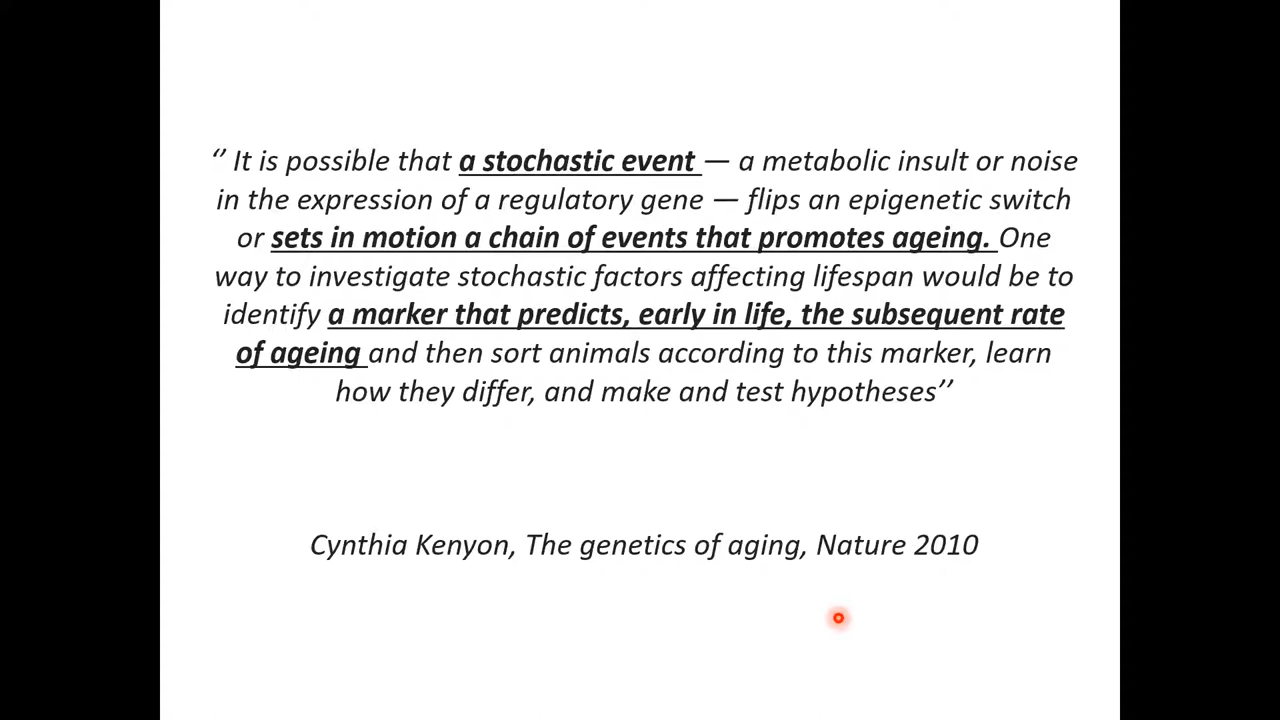 ‘’ It is possible that a stochastic event — a metabolic insult or noise
in the expression of a regulatory gene — flips an epigenetic switch
or sets in motion a chain of events that promotes ageing. One
way to investigate stochastic factors affecting lifespan would be to
identify a marker that predicts, early in life, the subsequent rate
of ageing and then sort animals according to this marker, learn
how they differ, and make and test hypotheses’’
Cynthia Kenyon, The genetics of aging, Nature 2010